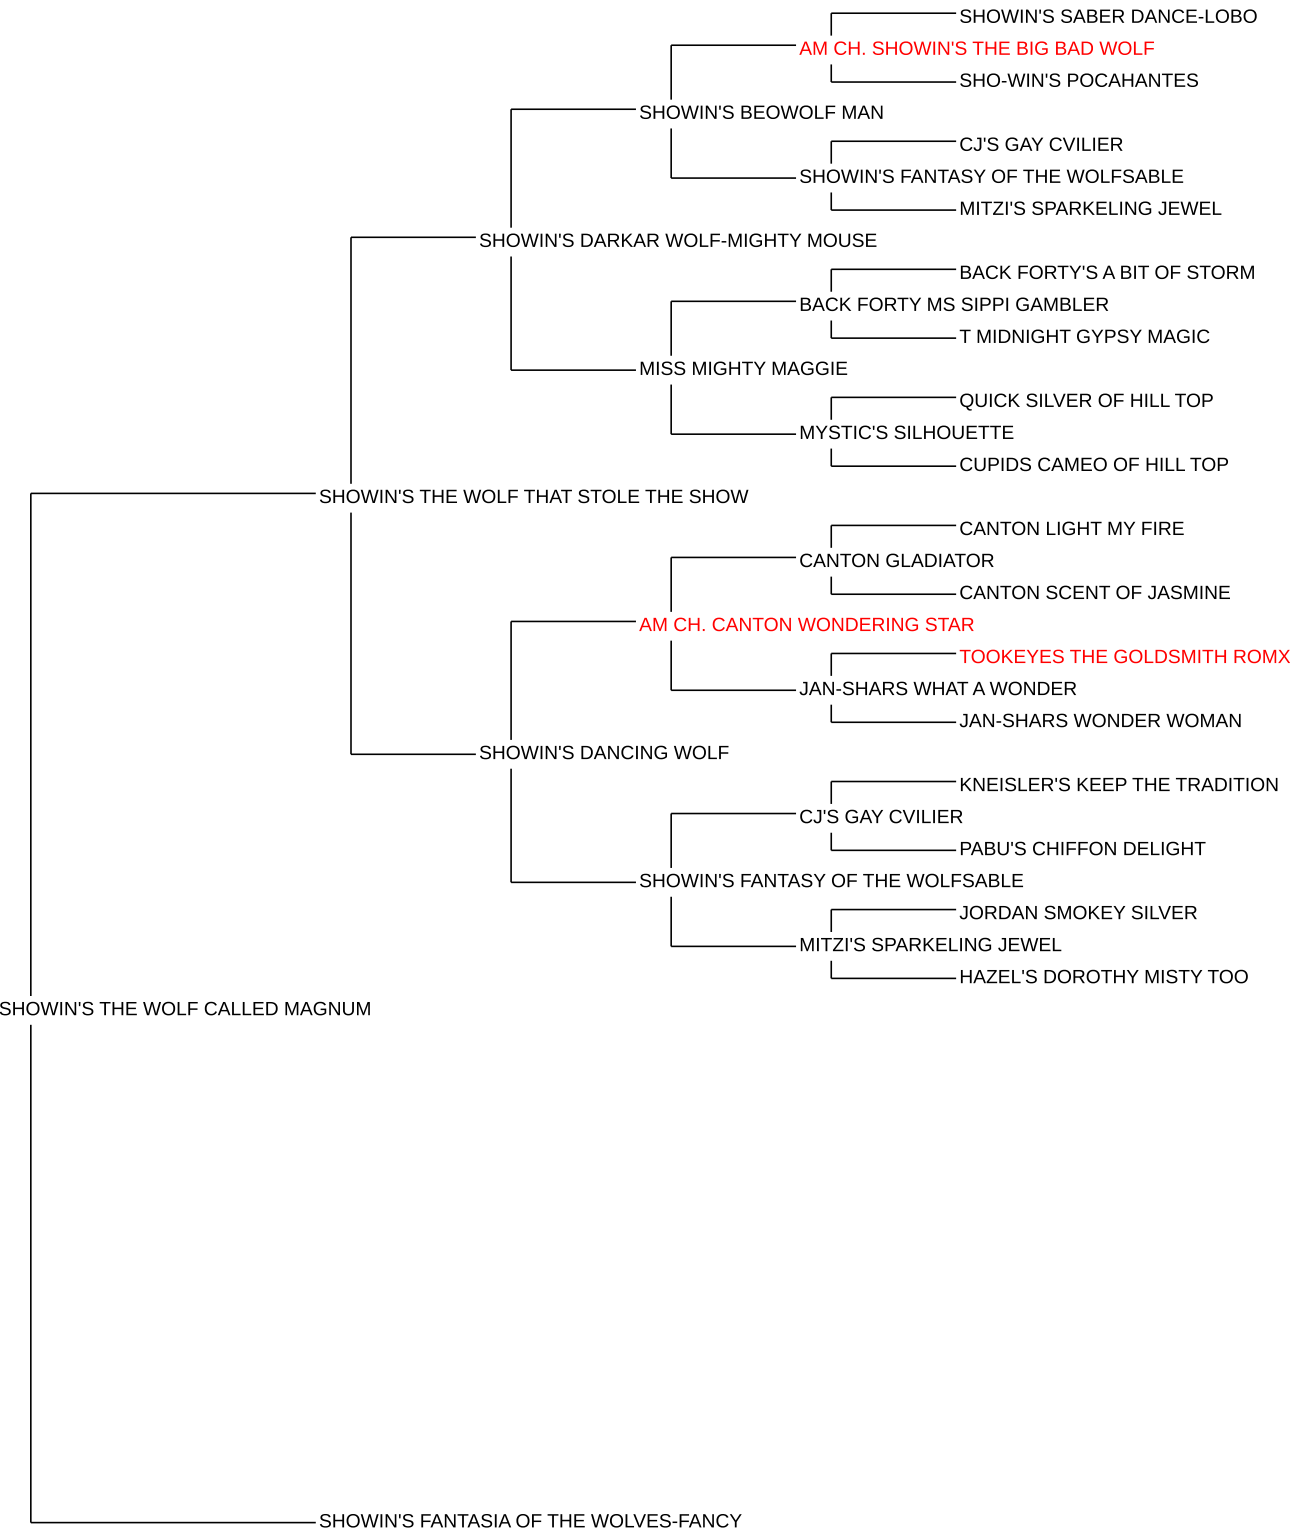 SHOWIN'S SABER DANCE-LOBO
AM CH. SHOWIN'S THE BIG BAD WOLF
SHO-WIN'S POCAHANTES
SHOWIN'S BEOWOLF MAN
CJ'S GAY CVILIER
SHOWIN'S FANTASY OF THE WOLFSABLE
MITZI'S SPARKELING JEWEL
SHOWIN'S DARKAR WOLF-MIGHTY MOUSE
BACK FORTY'S A BIT OF STORM
BACK FORTY MS SIPPI GAMBLER
T MIDNIGHT GYPSY MAGIC
MISS MIGHTY MAGGIE
QUICK SILVER OF HILL TOP
MYSTIC'S SILHOUETTE
CUPIDS CAMEO OF HILL TOP
SHOWIN'S THE WOLF THAT STOLE THE SHOW
CANTON LIGHT MY FIRE
CANTON GLADIATOR
CANTON SCENT OF JASMINE
AM CH. CANTON WONDERING STAR
TOOKEYES THE GOLDSMITH ROMX
JAN-SHARS WHAT A WONDER
JAN-SHARS WONDER WOMAN
SHOWIN'S DANCING WOLF
KNEISLER'S KEEP THE TRADITION
CJ'S GAY CVILIER
PABU'S CHIFFON DELIGHT
SHOWIN'S FANTASY OF THE WOLFSABLE
JORDAN SMOKEY SILVER
MITZI'S SPARKELING JEWEL
HAZEL'S DOROTHY MISTY TOO
SHOWIN'S THE WOLF CALLED MAGNUM
SHOWIN'S FANTASIA OF THE WOLVES-FANCY